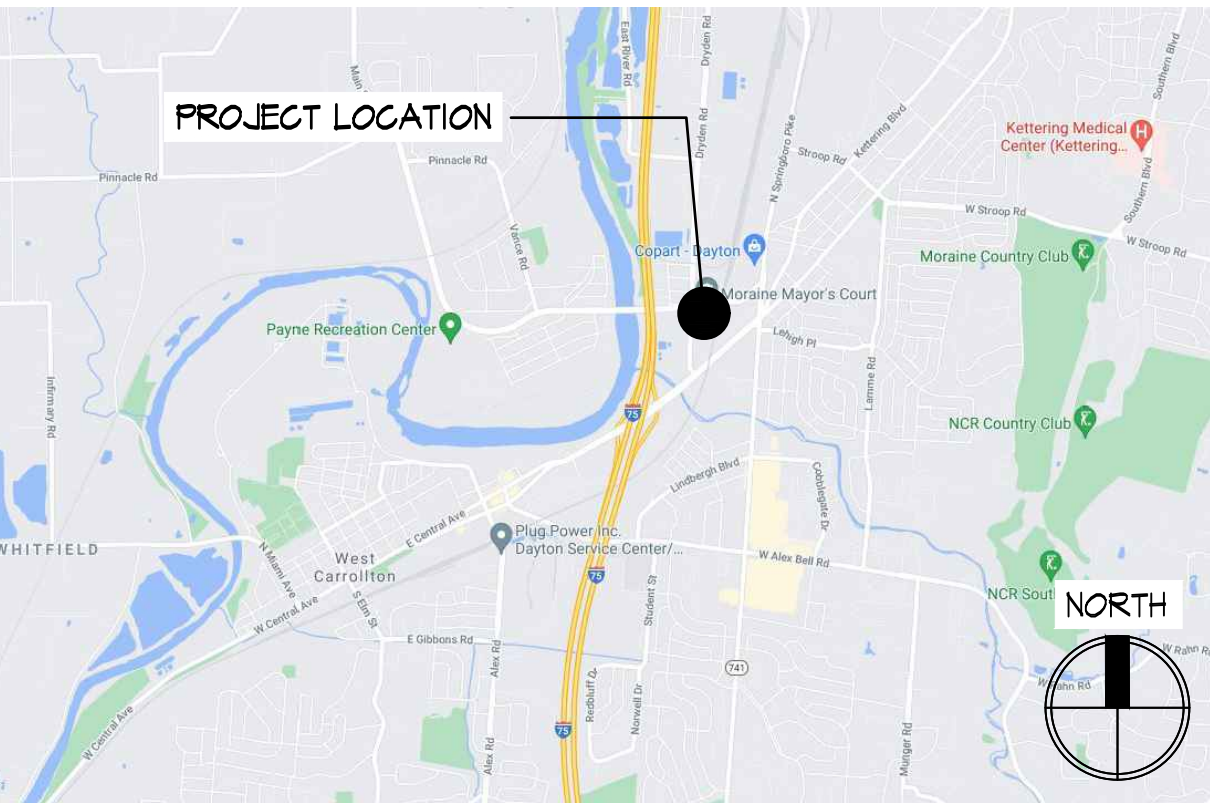 East River Rd
Dryden Rd
Southern Blvd
Main
PROJECT LOCATION
Dryden Rd
N Springboro Pike
Kettering Blvd
Kettering Medical
Center (Kettering...
H
Stroop Rd
Pinnacle Rd
Pinnacle Rd
Southern Blvd
W Stroop Rd
W Stroop Rd
Vance Rd
Copart - Dayton
Moraine Country Club
Moraine Mayor's Court
Payne Recreation Center
Lehigh Pl
Lamme Rd
Infirmary Rd
75
NCR Country Club
Lindbergh Blvd
Cobblegate Dr
E Central Ave
Plug Power Inc.
Dayton Service Center/...
WHITFIELD
N Miami Ave
West
Carrollton
W Alex Bell Rd
75
NCR Sout
NORTH
S Elm St
W Central Ave
Student St
E Gibbons Rd
Alex Rd
W Rahn R
741
Redbluff D
Norwell Dr
W Rahn Rd
W Central Ave
75
Alex Rd
Munger Rd